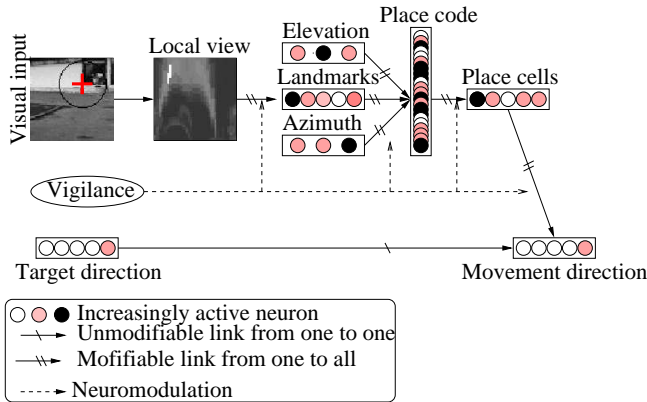 Elevation
Place code
Visual input
Local view
Landmarks
Place cells
Azimuth
Vigilance
Target direction
Movement direction
Increasingly active neuron
Unmodifiable link from one to one
Mofifiable link from one to all
Neuromodulation